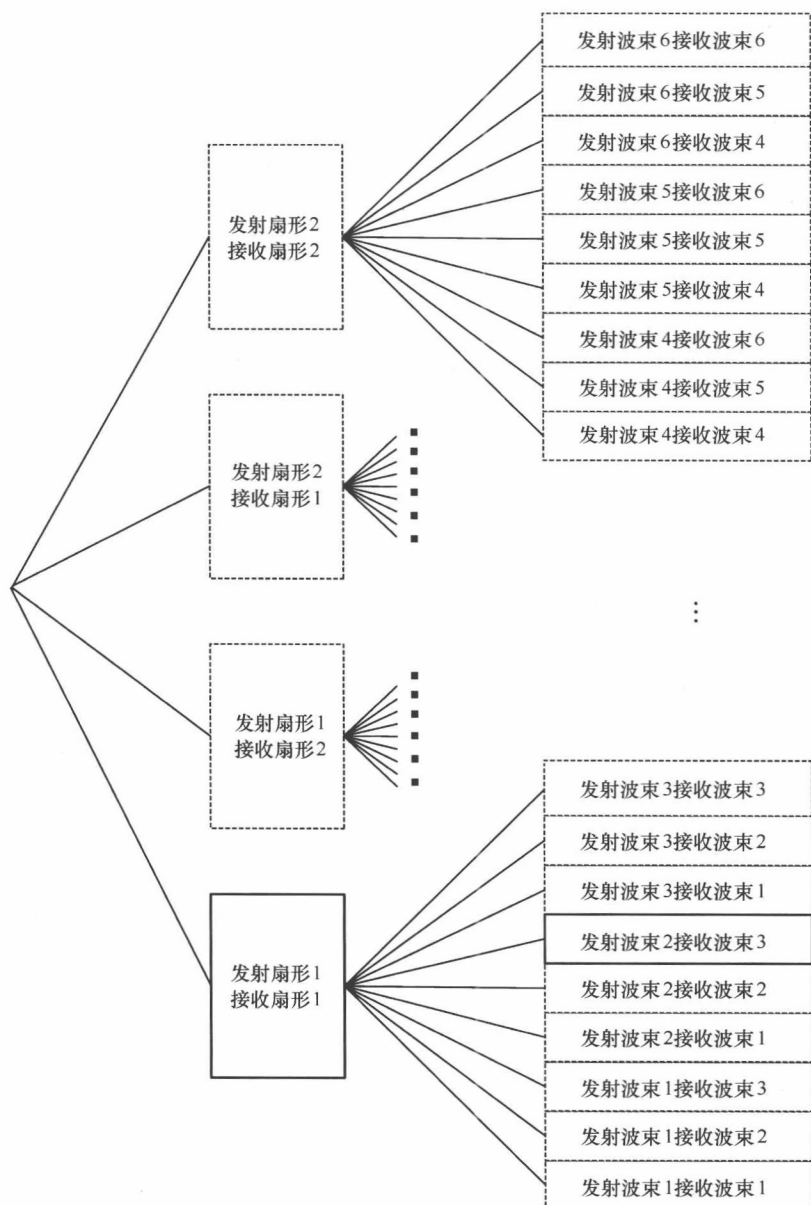 发射扇形2
接收扇形2
发射波束6接收波束6
发射波束6接收波束5
发射波束6接收波束4
发射波束5接收波束6
发射波束5接收波束5
发射波束5接收波束4
发射波束4接收波束6
发射波束4接收波束5
发射波束4接收波束4
发射扇形2
接收扇形1
发射扇形1
接收扇形2
发射扇形1
接收扇形1
发射波束3接收波束3
发射波束3接收波束2
发射波束3接收波束1
发射波束2接收波束3
发射波束2接收波束2
发射波束2接收波束1
发射波束1接收波束3
发射波束1接收波束2
发射波束1接收波束1